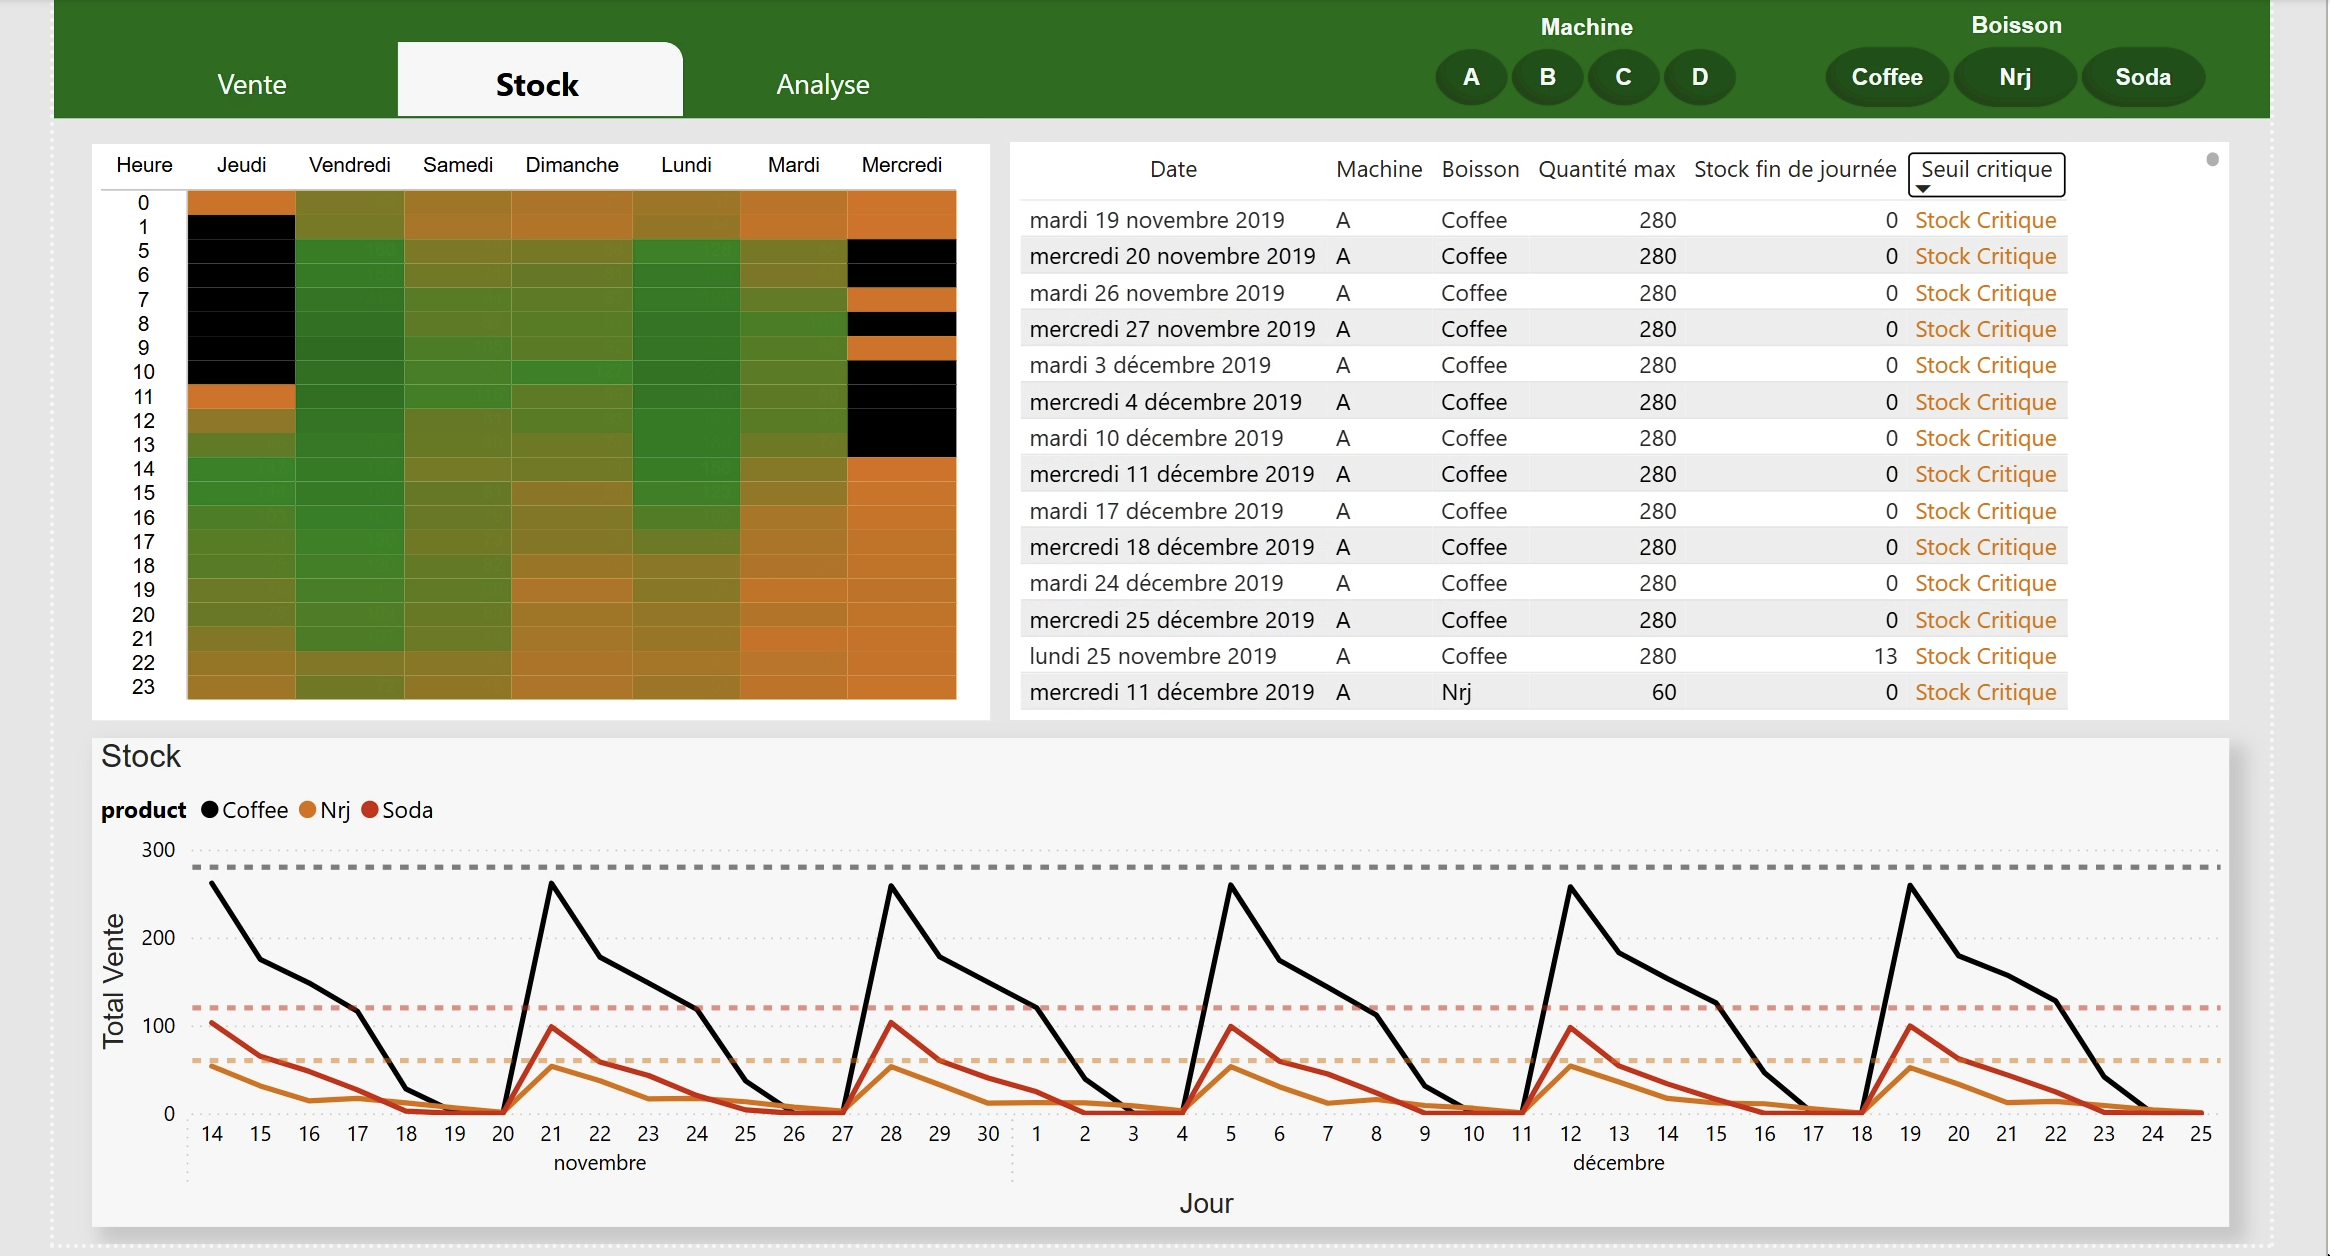 Machine
Boisson
Vente Stock Analyse A B C D Coffee Nrj Soda
Heure Jeudi Vendredi Samedi Dimanche Lundi Mardi Mercredi
0
1
5
6
7
8
9
10
11
12
13
14
15
16
17
18
19
20
21
22
23
Date Machine Boisson Quantité max Stock fin de journée Seuil critique
mardi 19 novembre 2019 A Coffee 280 0 Stock Critique
mercredi 20 novembre 2019 A Coffee 280 0 Stock Critique
mardi 26 novembre 2019 A Coffee 280 0 Stock Critique
mercredi 27 novembre 2019 A Coffee 280 0 Stock Critique
mardi 3 décembre 2019 A Coffee 280 0 Stock Critique
mercredi 4 décembre 2019 A Coffee 280 0 Stock Critique
mardi 10 décembre 2019 A Coffee 280 0 Stock Critique
mercredi 11 décembre 2019 A Coffee 280 0 Stock Critique
mardi 17 décembre 2019 A Coffee 280 0 Stock Critique
mercredi 18 décembre 2019 A Coffee 280 0 Stock Critique
mardi 24 décembre 2019 A Coffee 280 0 Stock Critique
mercredi 25 décembre 2019 A Coffee 280 0 Stock Critique
lundi 25 novembre 2019 A Coffee 280 13 Stock Critique
mercredi 11 décembre 2019 A Nrj 60 0 Stock Critique
Stock
product Coffee Nrj Soda
300
200
100
0
Total Vente
14 15 16 17 18 19 20 21 22 23 24 25 26 27 28 29 30 1 2 3 4 5 6 7 8 9 10 11 12 13 14 15 16 17 18 19 20 21 22 23 24 25
novembre décembre
Jour